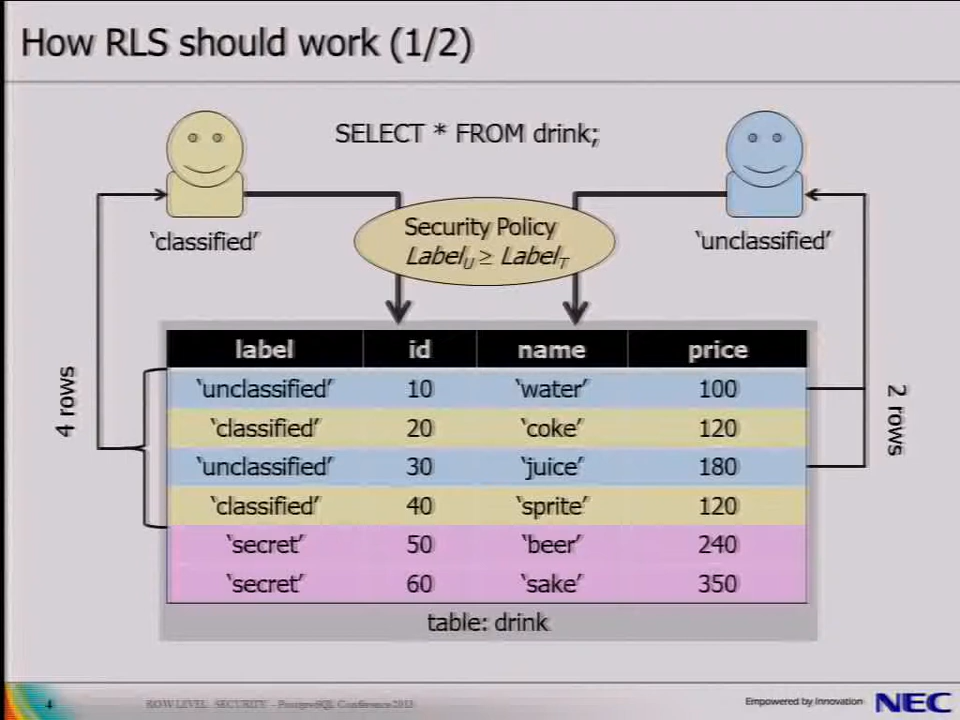 How RLS should work (1/2)
SELECT * FROM drink;
'classified'
Security Policy
Label_U ≥ Label_T
'unclassified'
4 rows
2 rows
label id name price
'unclassified' 10 'water' 100
'classified' 20 'coke' 120
'unclassified' 30 'juice' 180
'classified' 40 'sprite' 120
'secret' 50 'beer' 240
'secret' 60 'sake' 350
table: drink
4
ROW LEVEL SECURITY - PostgreSQL Conference 2013
Empowered by Innovation
NEC